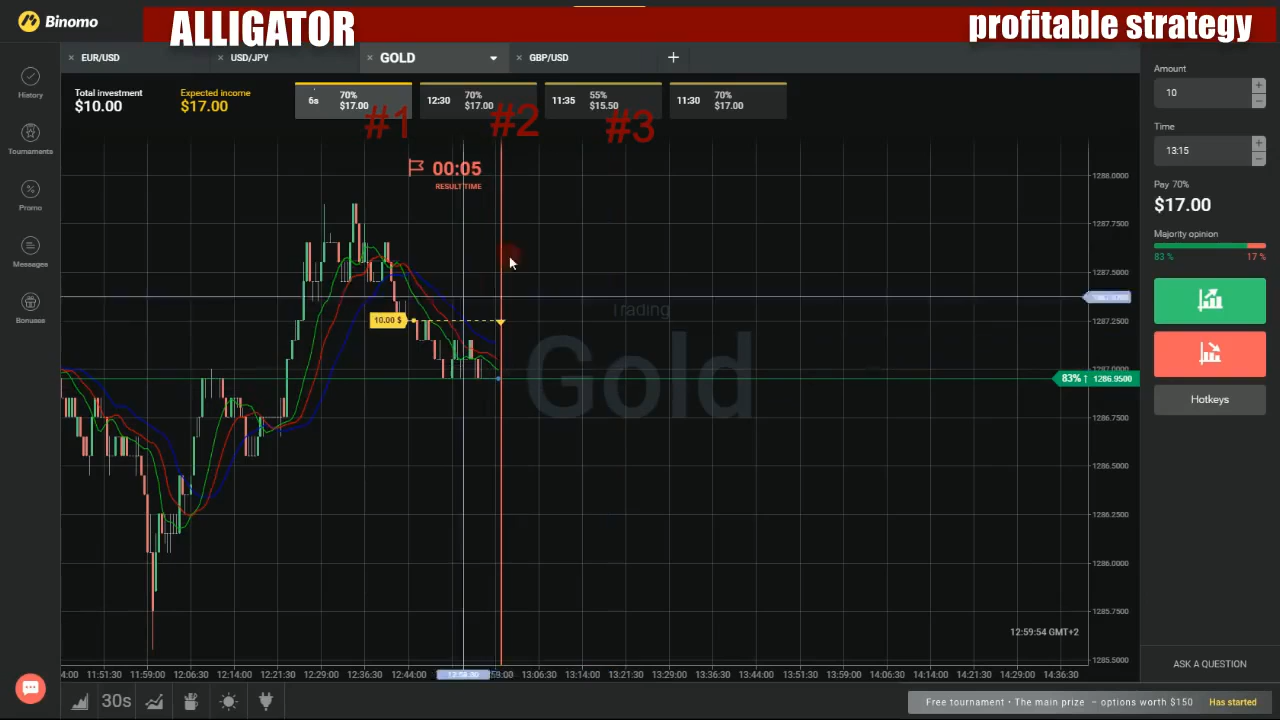 Binomo
ALLIGATOR
profitable strategy
EUR/USD
USD/JPY
GOLD
GBP/USD
History
Tournaments
Promo
Messages
Bonuses
Total investment
$10.00
Expected income
$17.00
6s
70%
$17.00
12:30
70%
$17.00
11:35
55%
$15.50
11:30
70%
$17.00
#1
#2
#3
00:05
RESULT TIME
10.00 $
Trading
Gold
1288.0000
1287.7500
1287.5000
1287.2500
1287.0000
83% ↑ 1286.9500
1286.7500
1286.5000
1286.2500
1286.0000
1285.7500
1285.5000
12:59:54 GMT+2
4:00 11:51:30 11:59:00 12:06:30 12:14:00 12:21:30 12:29:00 12:36:30 12:44:00 13:06:30 13:14:00 13:21:30 13:29:00 13:36:30 13:44:00 13:51:30 13:59:00 14:06:30 14:14:00 14:21:30 14:29:00 14:36:30
30s
Amount
10
Time
13:15
Pay 70%
$17.00
Majority opinion
83 %
17 %
Hotkeys
ASK A QUESTION
Free tournament • The main prize – options worth $150 Has started